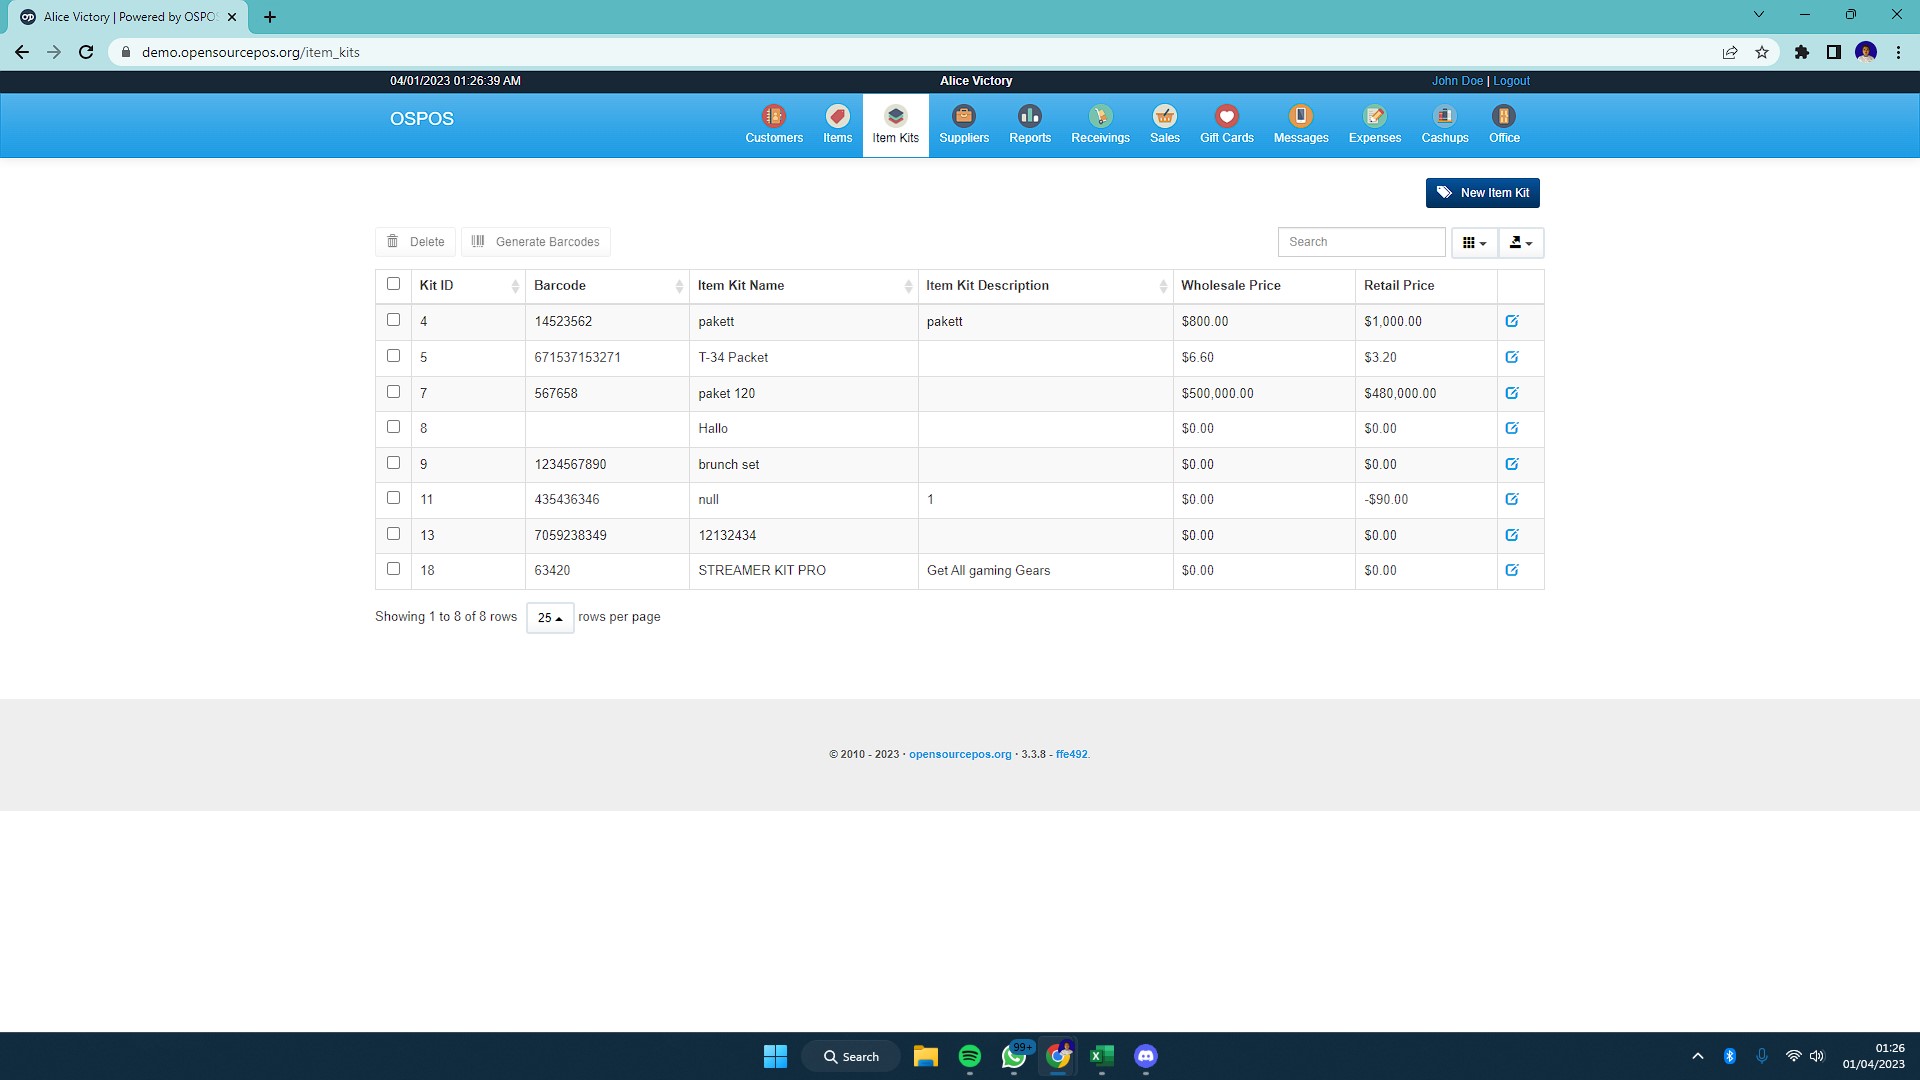 Alice Victory | Powered by OSPO
demo.opensourcepos.org/item_kits
04/01/2023 01:26:39 AM
Alice Victory
John Doe | Logout
OSPOS
Customers
Items
Item Kits
Suppliers
Reports
Receivings
Sales
Gift Cards
Messages
Expenses
Cashups
Office
New Item Kit
Delete
Generate Barcodes
Search
Kit ID Barcode Item Kit Name Item Kit Description Wholesale Price Retail Price
4 14523562 pakett pakett $800.00 $1,000.00
5 671537153271 T-34 Packet $6.60 $3.20
7 567658 paket 120 $500,000.00 $480,000.00
8 Hallo $0.00 $0.00
9 1234567890 brunch set $0.00 $0.00
11 435436346 null 1 $0.00 -$90.00
13 7059238349 12132434 $0.00 $0.00
18 63420 STREAMER KIT PRO Get All gaming Gears $0.00 $0.00
Showing 1 to 8 of 8 rows 25 rows per page
© 2010 - 2023 · opensourcepos.org · 3.3.8 - ffe492.
Search
99+
01:26
01/04/2023